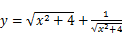 y = √(x² + 4) + 1/√(x²+4)